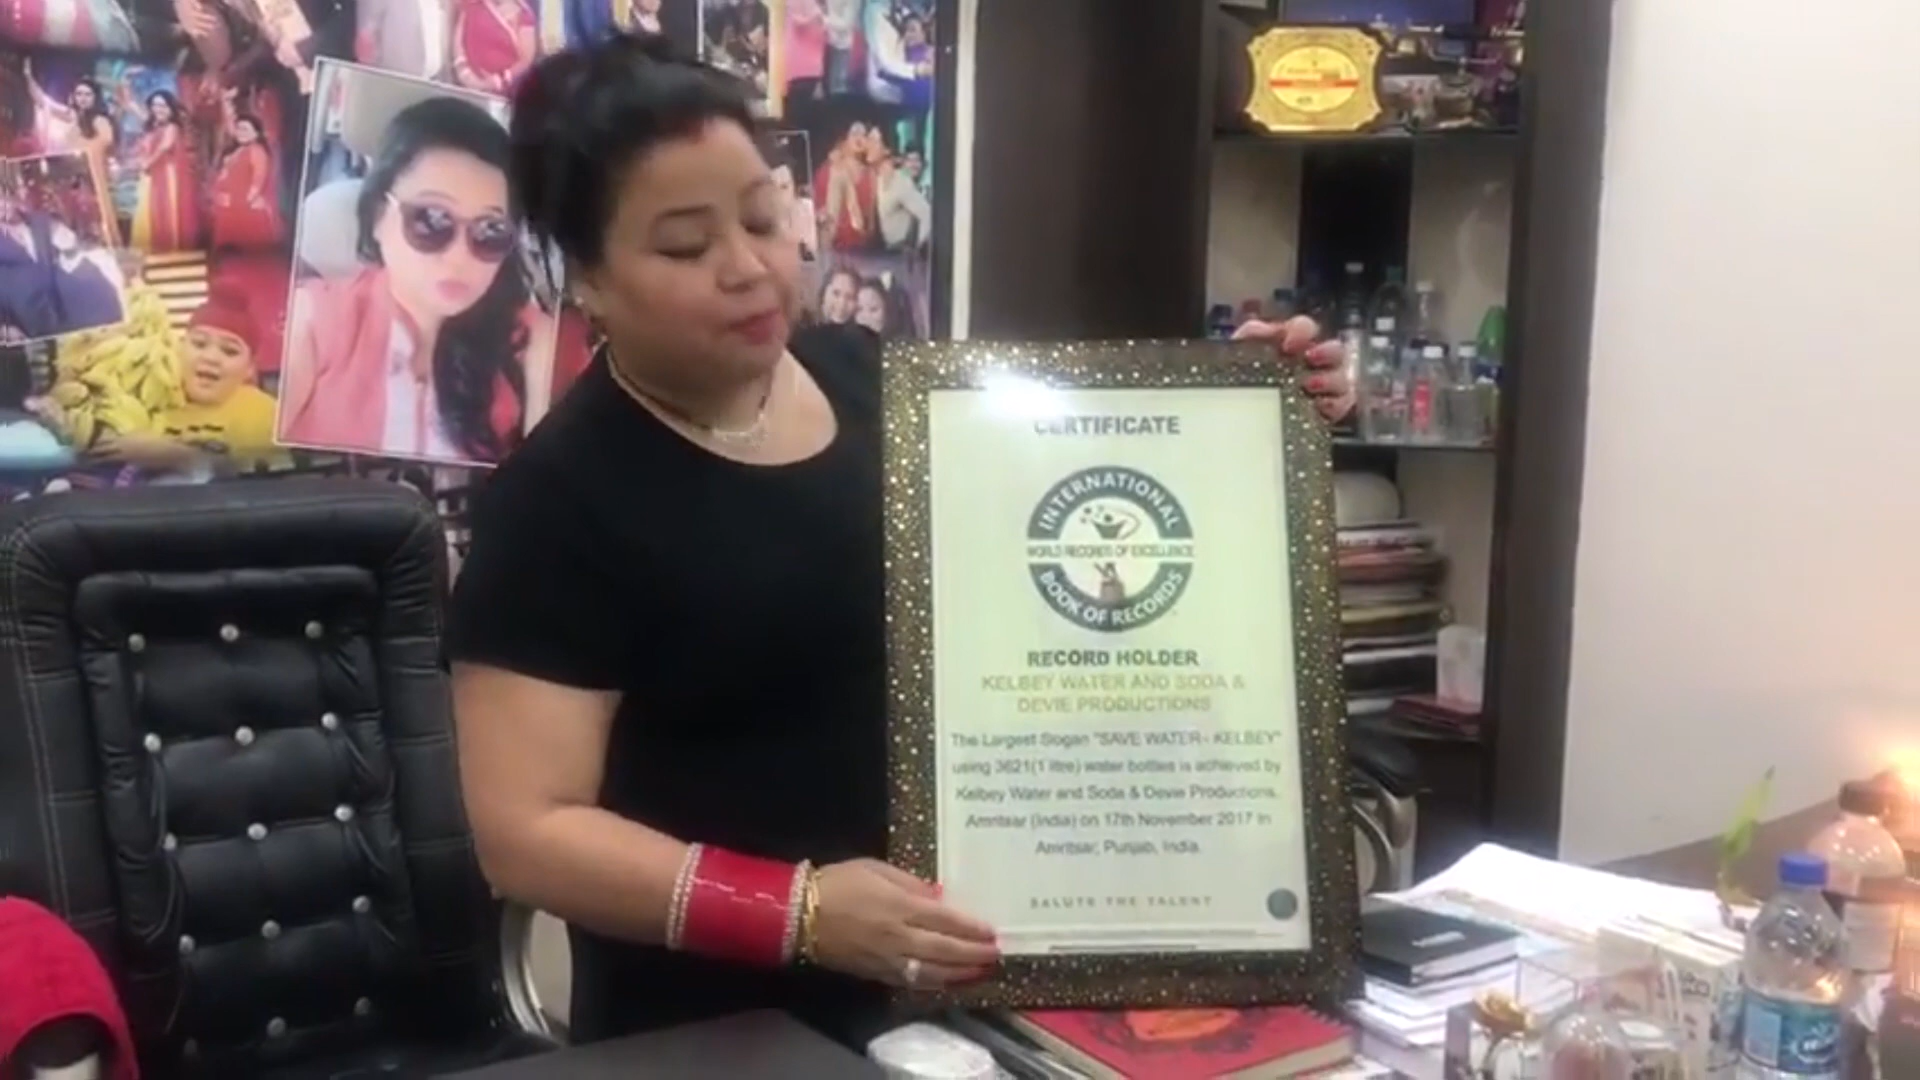 CERTIFICATE
INTERNATIONAL
WORLD RECORDS OF EXCELLENCE
BOOK OF RECORDS
RECORD HOLDER
KELBEY WATER AND SODA &
DEVIE PRODUCTIONS
The Largest Slogan "SAVE WATER - KELBEY"
using 3621(1 litre) water bottles is achieved by
Kelbey Water and Soda & Devie Productions,
Amritsar (India) on 17th November 2017 in
Amritsar, Punjab, India.
SALUTE THE TALENT